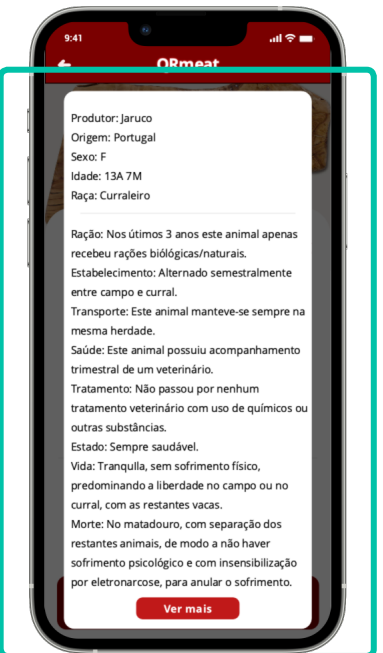 9:41
QRmeat
Produtor: Jaruco
Origem: Portugal
Sexo: F
Idade: 13A 7M
Raça: Curraleiro
Ração: Nos útimos 3 anos este animal apenas
recebeu rações biólógicas/naturais.
Estabelecimento: Alternado semestralmente
entre campo e curral.
Transporte: Este animal manteve-se sempre na
mesma herdade.
Saúde: Este animal possuiu acompanhamento
trimestral de um veterinário.
Tratamento: Não passou por nenhum
tratamento veterinário com uso de químicos ou
outras substâncias.
Estado: Sempre saudável.
Vida: Tranqulla, sem sofrimento físico,
predominando a liberdade no campo ou no
curral, com as restantes vacas.
Morte: No matadouro, com separação dos
restantes animais, de modo a não haver
sofrimento psicológico e com insensibilização
por eletronarcose, para anular o sofrimento.
Ver mais